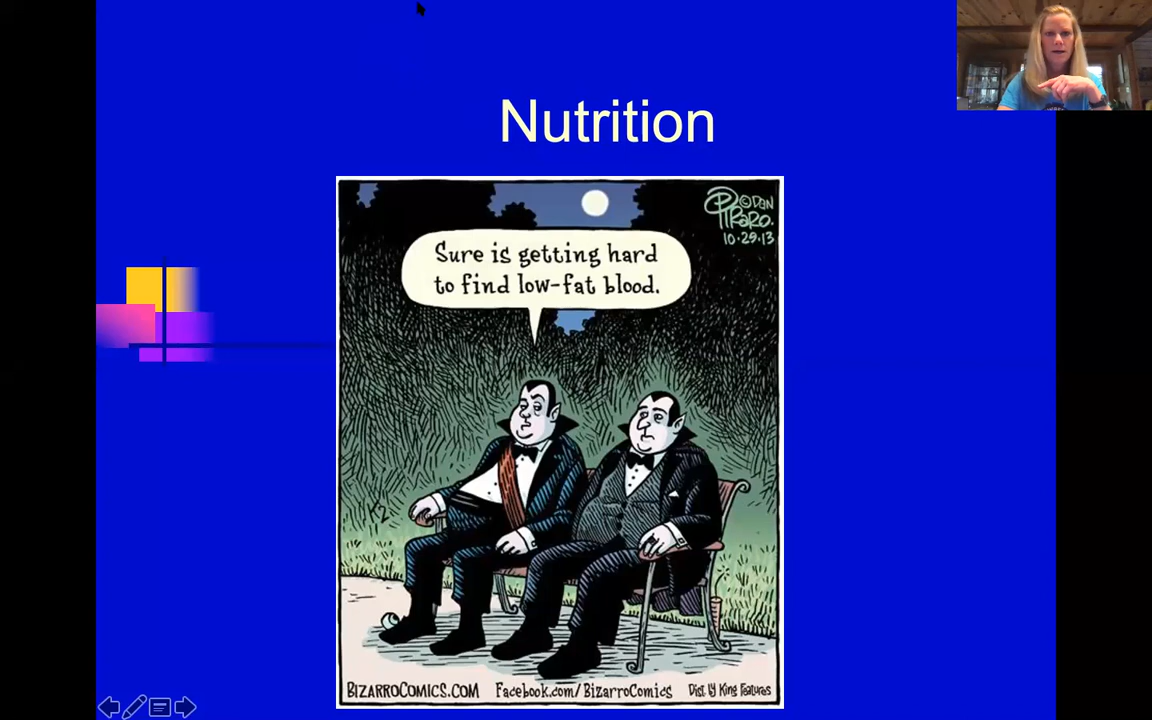 Nutrition
© Dan
Piraro.
10·29·13
Sure is getting hard
to find low-fat blood.
K2
BIZARROCOMICS.COM Facebook.com/BizarroComics Dist. by King Features